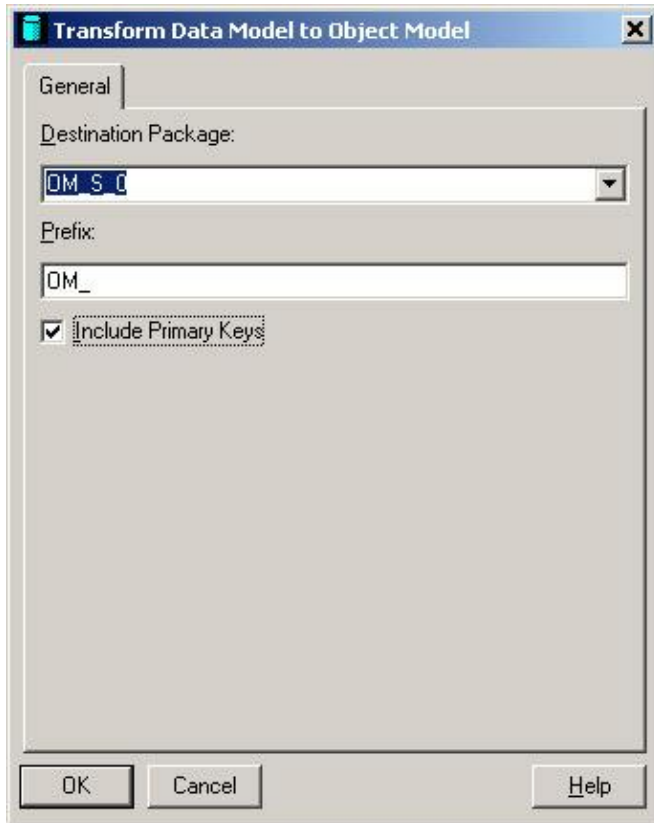 Transform Data Model to Object Model
General
Destination Package:
OM_S_0
Prefix:
OM_
Include Primary Keys
OK Cancel Help